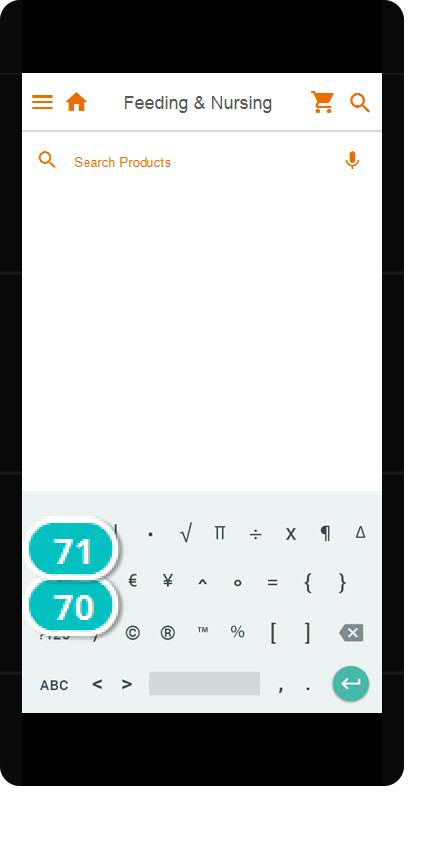 Feeding & Nursing
Search Products
• √ π ÷ x ¶ Δ
71
€ ¥ ^ ° = { }
70
© ® ™ % [ ]
ABC < > , .